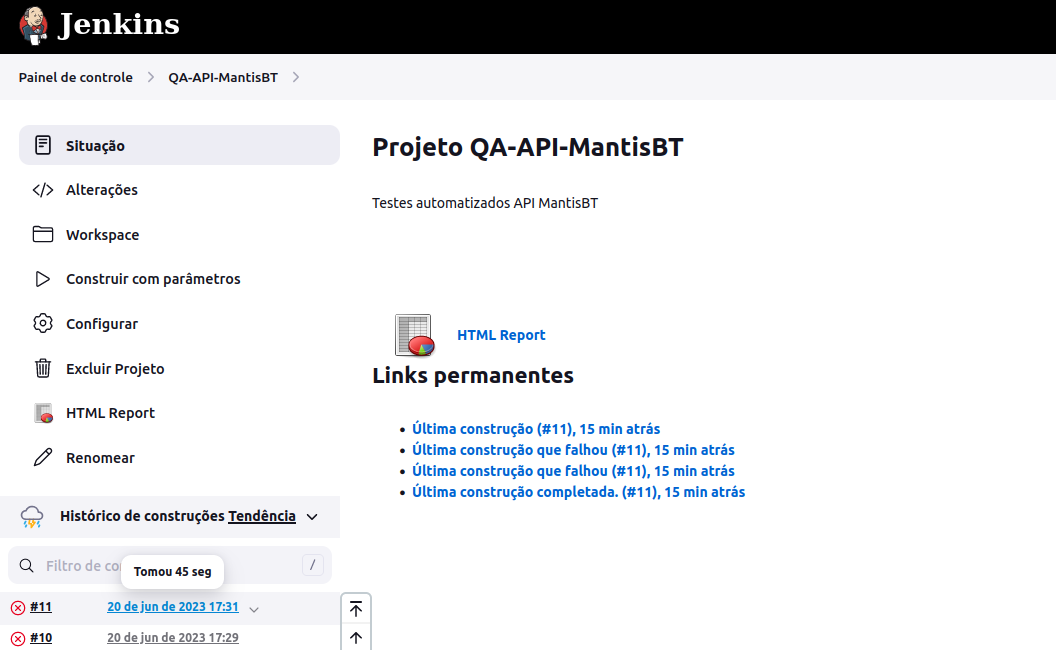 Jenkins
Painel de controle > QA-API-MantisBT >
Situação
Alterações
Workspace
Construir com parâmetros
Configurar
Excluir Projeto
HTML Report
Renomear
Histórico de construções Tendência
Filtro de co /
Tomou 45 seg
#11 20 de jun de 2023 17:31
#10 20 de jun de 2023 17:29
Projeto QA-API-MantisBT
Testes automatizados API MantisBT
HTML Report
Links permanentes
• Última construção (#11), 15 min atrás
• Última construção que falhou (#11), 15 min atrás
• Última construção que falhou (#11), 15 min atrás
• Última construção completada. (#11), 15 min atrás